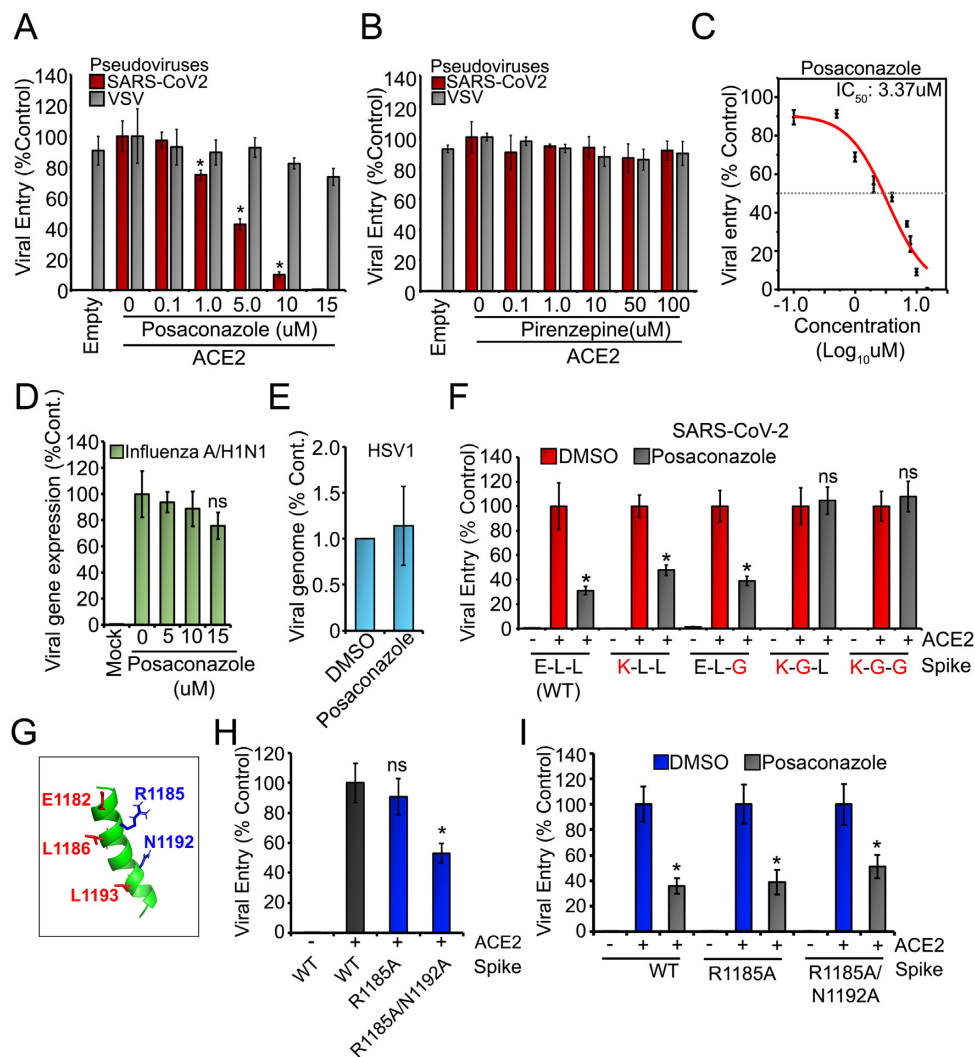 A
Pseudoviruses
SARS-CoV2
VSV
Viral Entry (%Control)
140
120
100
80
60
40
20
0
*
*
*
Empty
0 0.1 1.0 5.0 10 15
Posaconazole (uM)
ACE2
B
Pseudoviruses
SARS-CoV2
VSV
Viral Entry (%Control)
140
120
100
80
60
40
20
0
Empty
0 0.1 1.0 10 50 100
Pirenzepine(uM)
ACE2
C
Posaconazole
IC50: 3.37uM
Viral entry (% Control)
100
80
60
40
20
0
-1.0 0 1.0
Concentration
(Log10uM)
D
Influenza A/H1N1
Viral gene expression (%Cont.)
140
120
100
80
60
40
20
0
ns
Mock
0 5 10 15
Posaconazole
(uM)
E
HSV1
Viral genome (% Cont.)
2.0
1.5
1.0
0.5
0
DMSO
Posaconazole
F
SARS-CoV-2
DMSO Posaconazole
Viral Entry (% Control)
140
120
100
80
60
40
20
0
* * * ns ns
- + + - + + - + + - + + - + + ACE2
E-L-L K-L-L E-L-G K-G-L K-G-G Spike
(WT)
G
E1182
R1185
L1186
N1192
L1193
H
Viral Entry (% Control)
120
100
80
60
40
20
0
ns
*
- + + + ACE2
WT WT R1185A R1185A/N1192A Spike
I
DMSO Posaconazole
Viral Entry (% Control)
140
120
100
80
60
40
20
0
* * *
- + + - + + - + + ACE2
WT R1185A R1185A/ Spike
N1192A